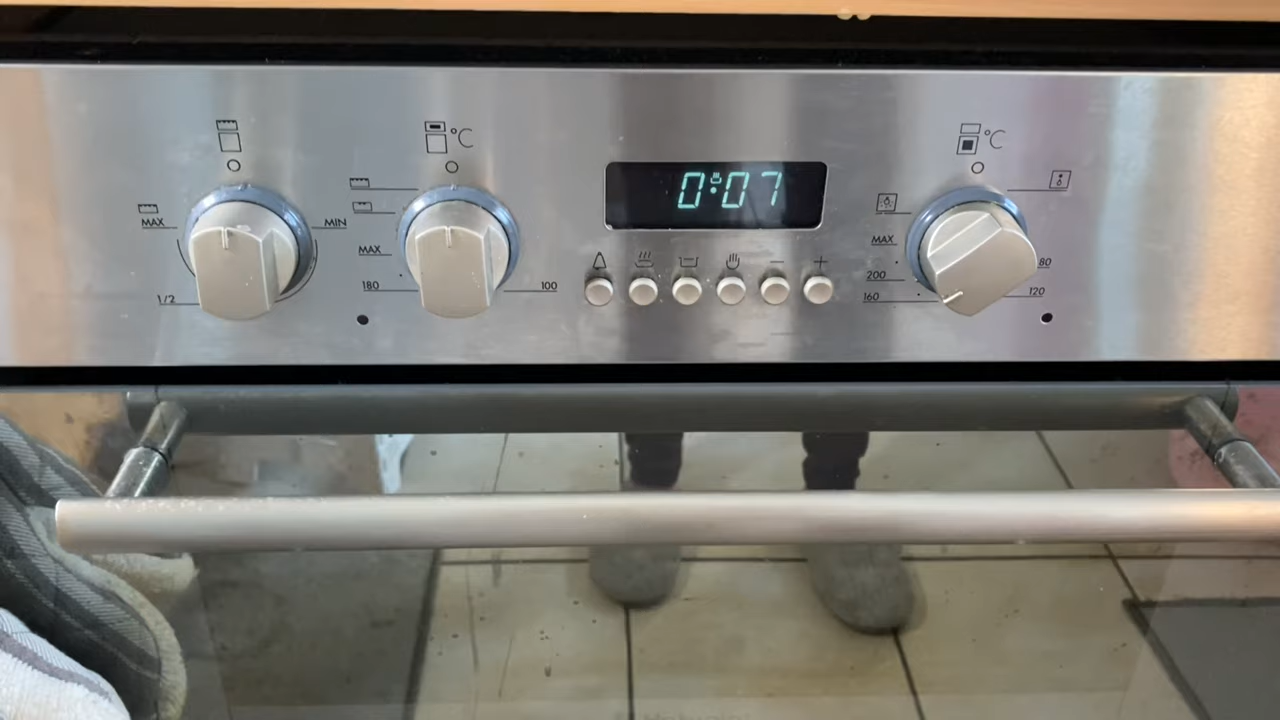 °C
°C
0:07
MAX
MIN
MAX
MAX
80
200
180
100
160
120
1/2
− +